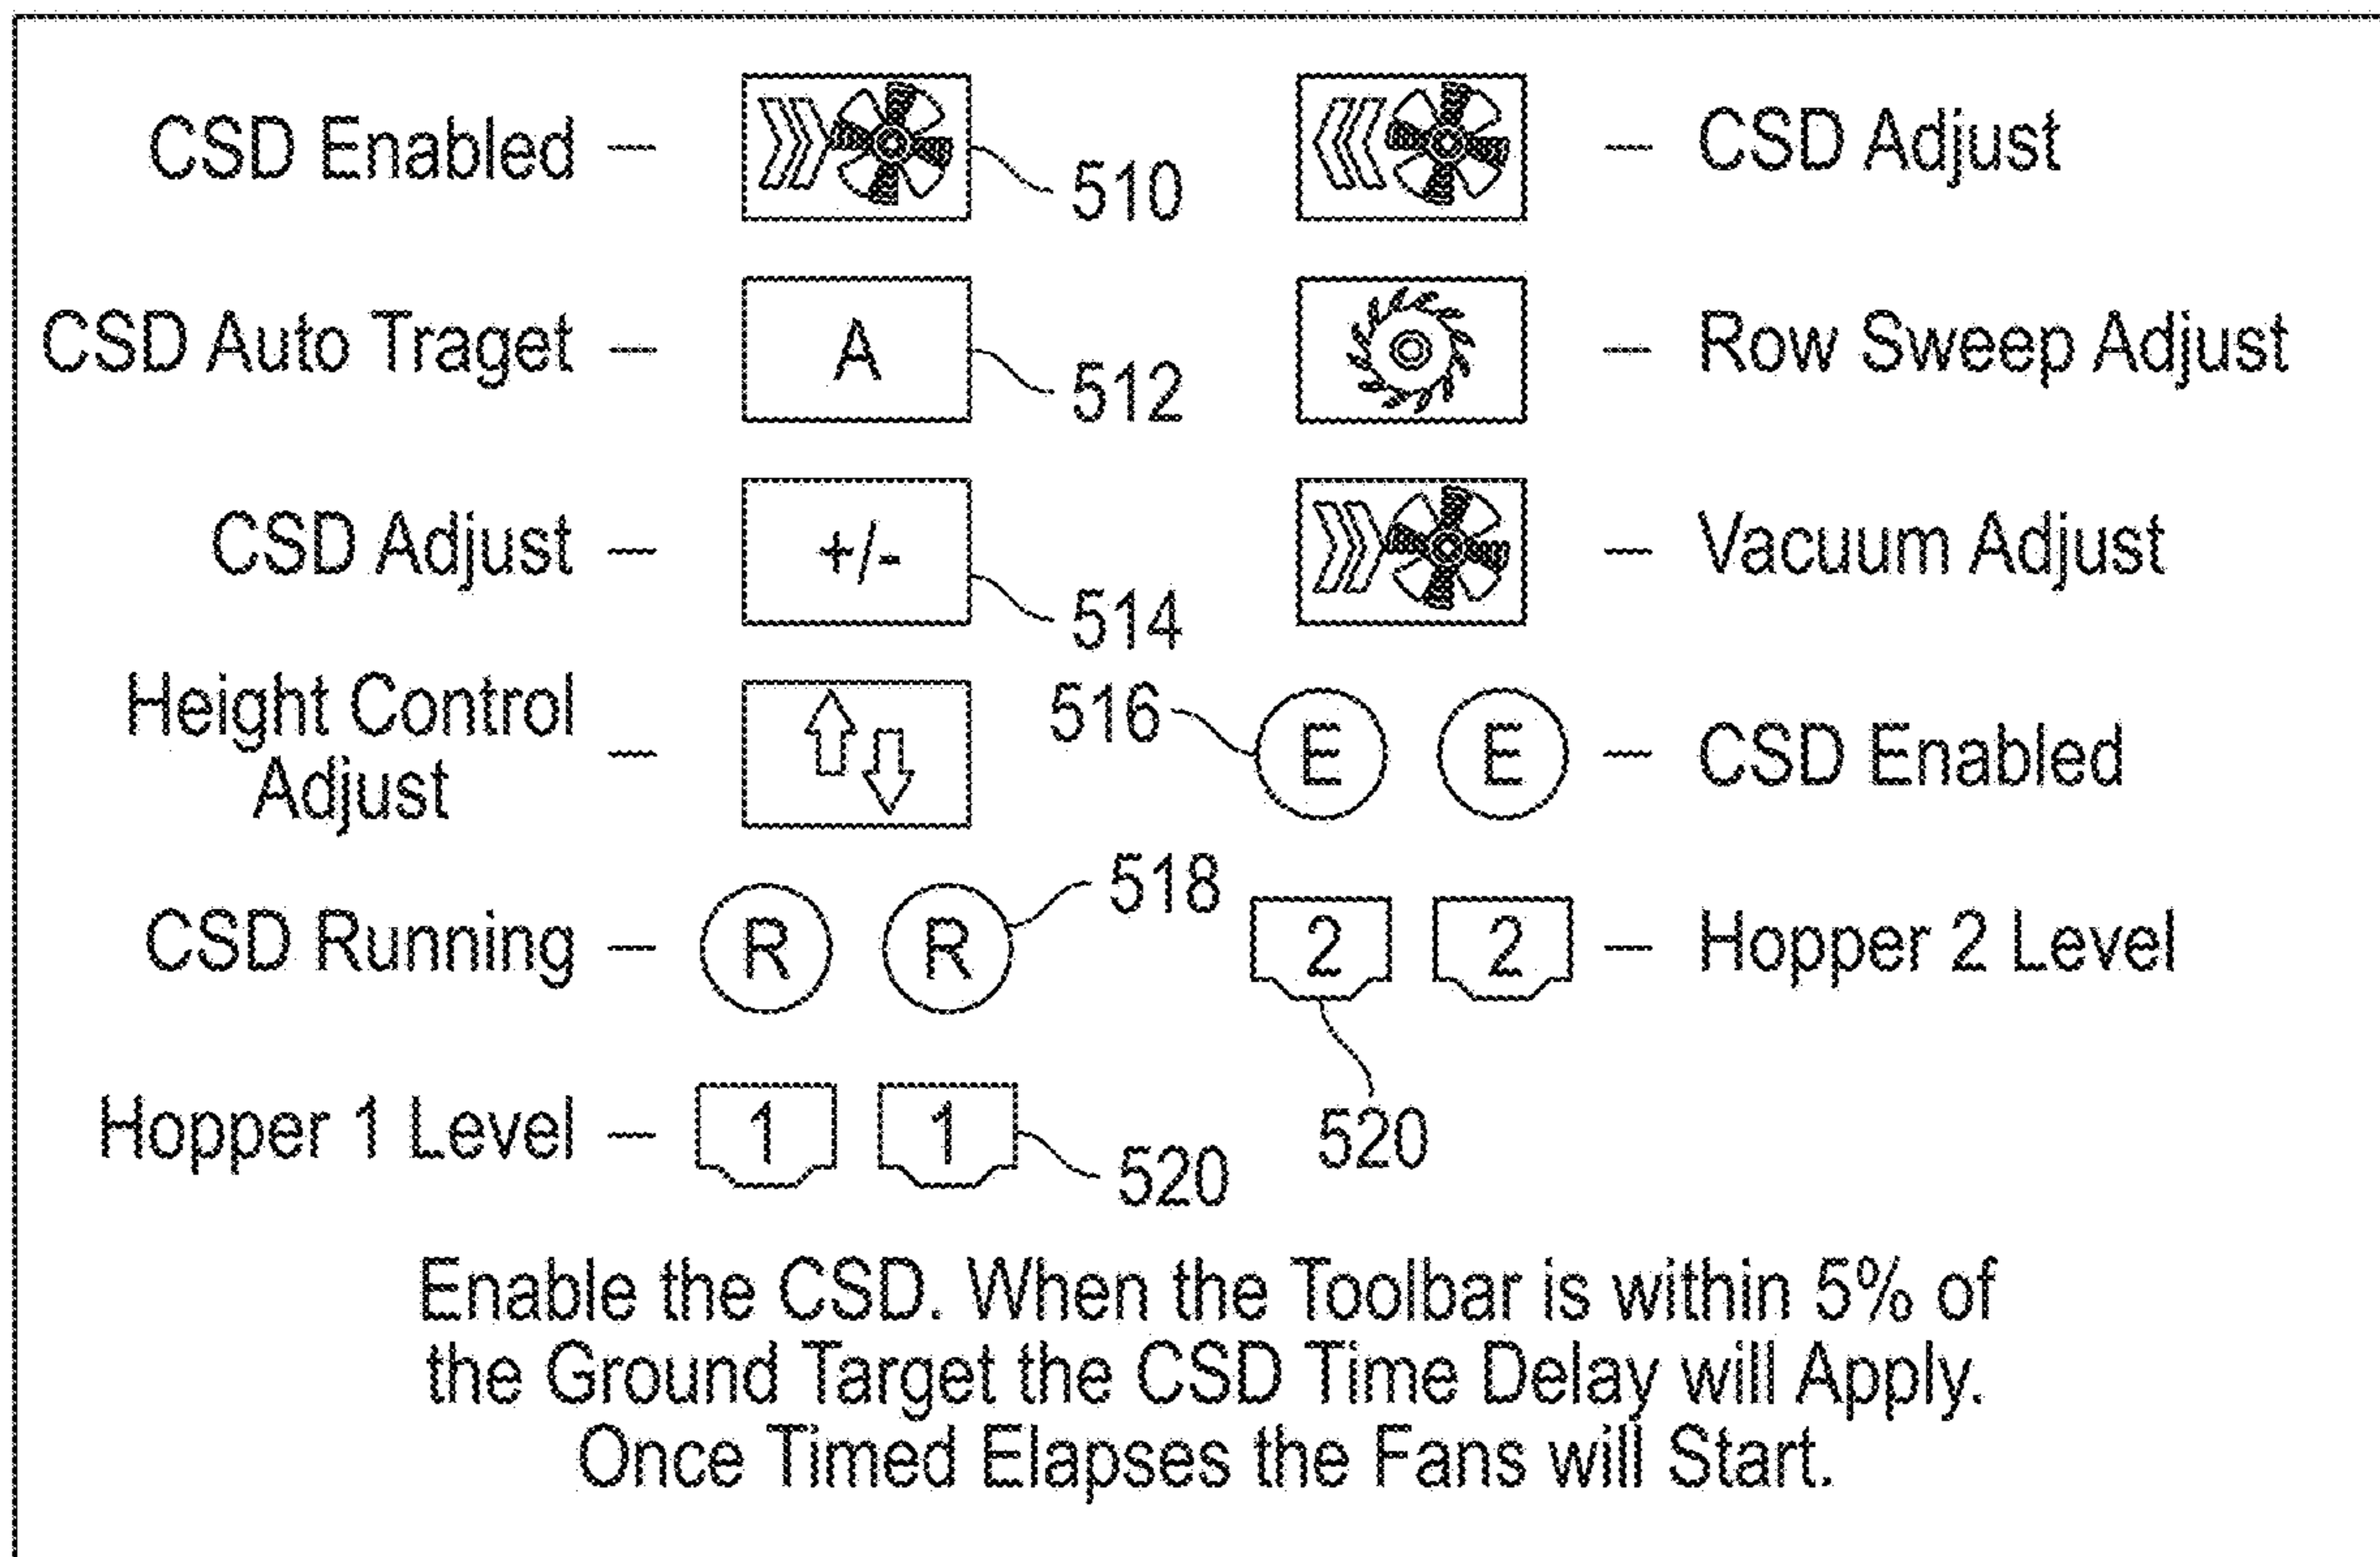 CSD Enabled – 510 – CSD Adjust
CSD Auto Traget – A 512 – Row Sweep Adjust
CSD Adjust – +/- 514 – Vacuum Adjust
Height Control
Adjust – 516 E E – CSD Enabled
CSD Running – R R 518 2 2 – Hopper 2 Level
520
Hopper 1 Level – 1 1 520
Enable the CSD. When the Toolbar is within 5% of
the Ground Target the CSD Time Delay will Apply.
Once Timed Elapses the Fans will Start.